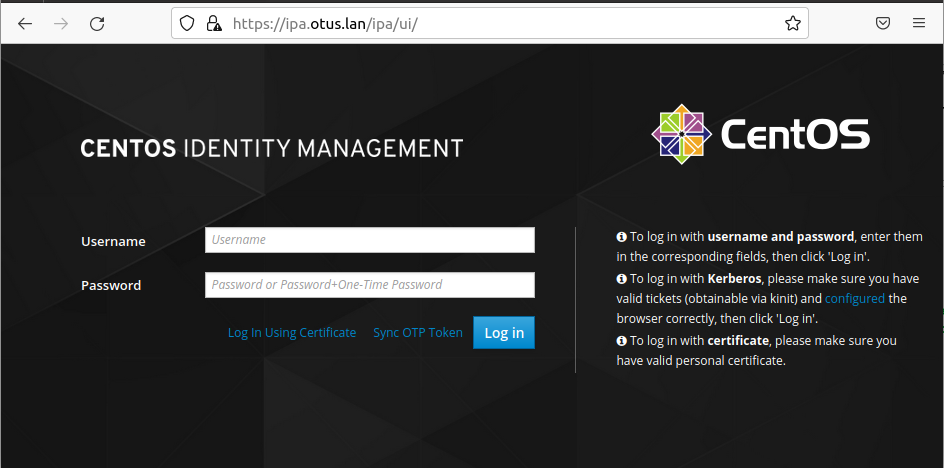 https://ipa.otus.lan/ipa/ui/
CENTOS IDENTITY MANAGEMENT
CentOS
Username
Username
Password
Password or Password+One-Time Password
Log In Using Certificate
Sync OTP Token
Log in
To log in with username and password, enter them
in the corresponding fields, then click 'Log in'.
To log in with Kerberos, please make sure you have
valid tickets (obtainable via kinit) and configured the
browser correctly, then click 'Log in'.
To log in with certificate, please make sure you
have valid personal certificate.